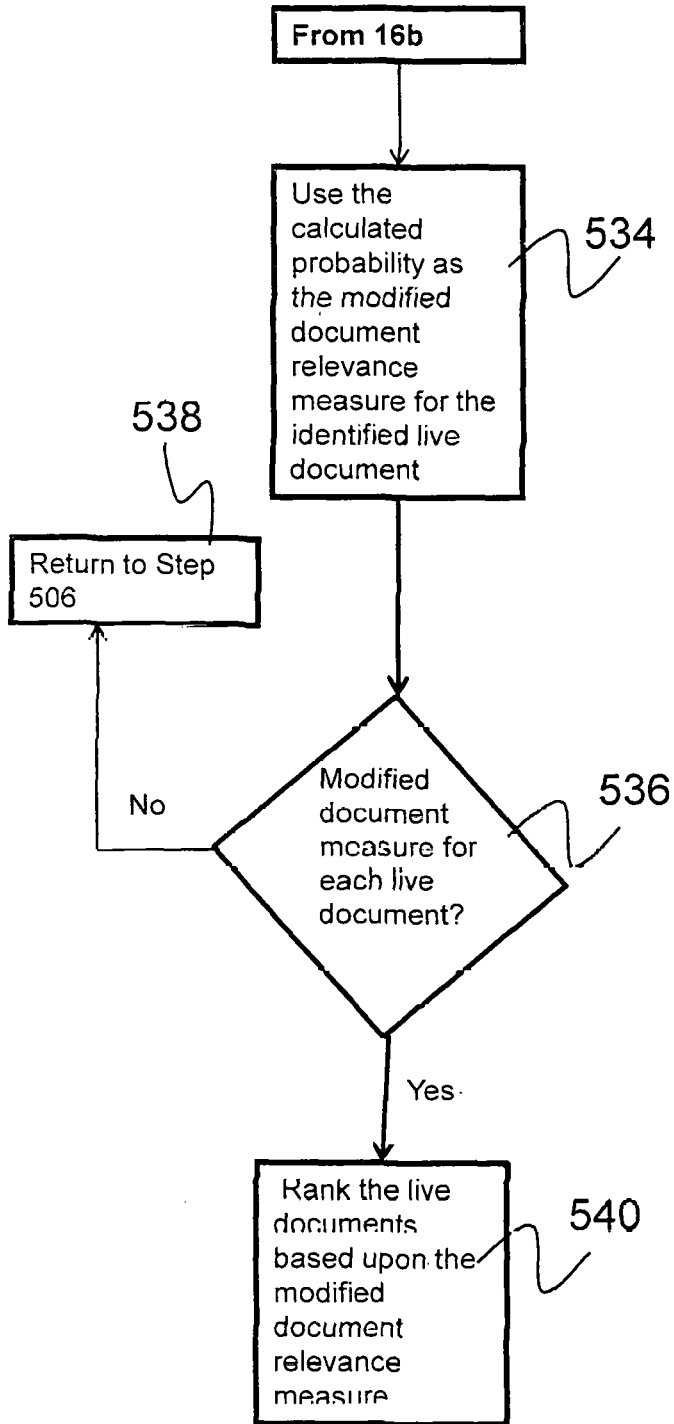 From 16b
Use the
calculated
probability as
the modified
document
relevance
measure for the
identified live
document
534
538
Return to Step
506
Modified
document
measure for
each live
document?
536
No
Yes
Rank the live
documents
based upon the
modified
document
relevance
measure
540